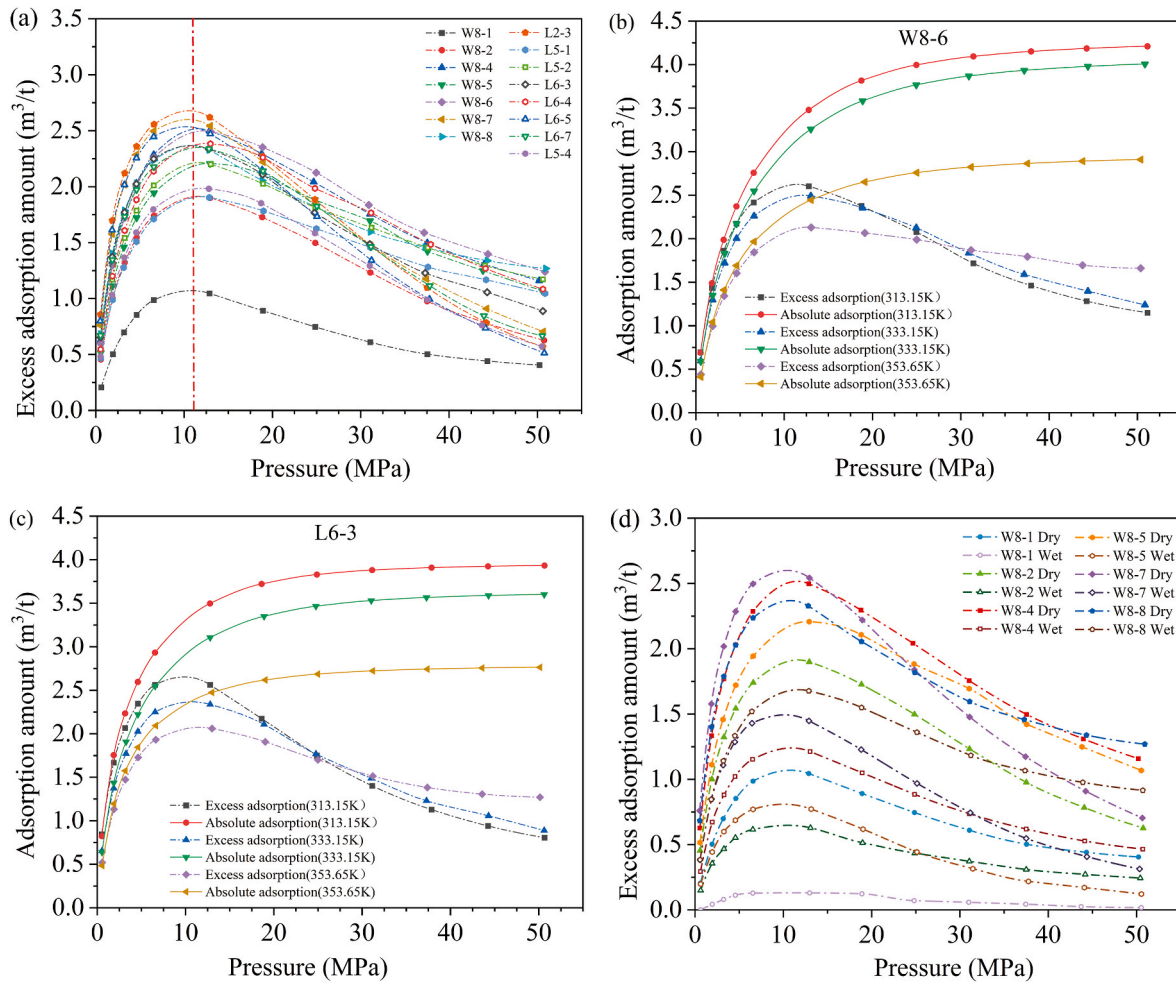 (a)
Excess adsorption amount (m³/t)
3.5
3.0
2.5
2.0
1.5
1.0
0.5
0.0
W8-1
W8-2
W8-4
W8-5
W8-6
W8-7
W8-8
L2-3
L5-1
L5-2
L6-3
L6-4
L6-5
L6-7
L5-4
0 10 20 30 40 50
Pressure (MPa)
(b)
W8-6
Adsorption amount (m³/t)
4.5
4.0
3.5
3.0
2.5
2.0
1.5
1.0
0.5
0.0
Excess adsorption(313.15K）
Absolute adsorption(313.15K)
Excess adsorption(333.15K)
Absolute adsorption(333.15K)
Excess adsorption(353.65K)
Absolute adsorption(353.65K)
0 10 20 30 40 50
Pressure (MPa)
(c)
L6-3
Adsorption amount (m³/t)
4.5
4.0
3.5
3.0
2.5
2.0
1.5
1.0
0.5
0.0
Excess adsorption(313.15K）
Absolute adsorption(313.15K)
Excess adsorption(333.15K)
Absolute adsorption(333.15K)
Excess adsorption(353.65K)
Absolute adsorption(353.65K)
0 10 20 30 40 50
Pressure (MPa)
(d)
Excess adsorption amount (m³/t)
3.0
2.5
2.0
1.5
1.0
0.5
0.0
W8-1 Dry
W8-1 Wet
W8-2 Dry
W8-2 Wet
W8-4 Dry
W8-4 Wet
W8-5 Dry
W8-5 Wet
W8-7 Dry
W8-7 Wet
W8-8 Dry
W8-8 Wet
0 10 20 30 40 50
Pressure (MPa)